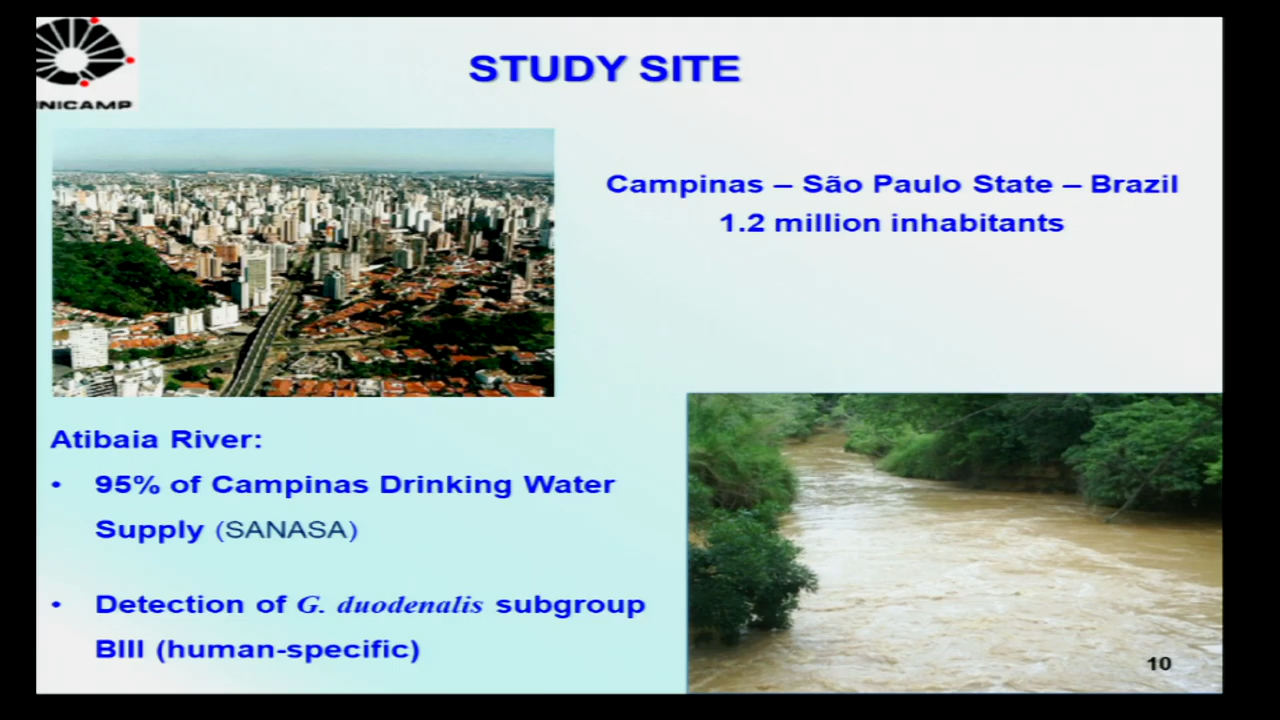 UNICAMP
STUDY SITE
Campinas – São Paulo State – Brazil
1.2 million inhabitants
Atibaia River:
• 95% of Campinas Drinking Water
Supply (SANASA)
• Detection of G. duodenalis subgroup
BIII (human-specific)
10